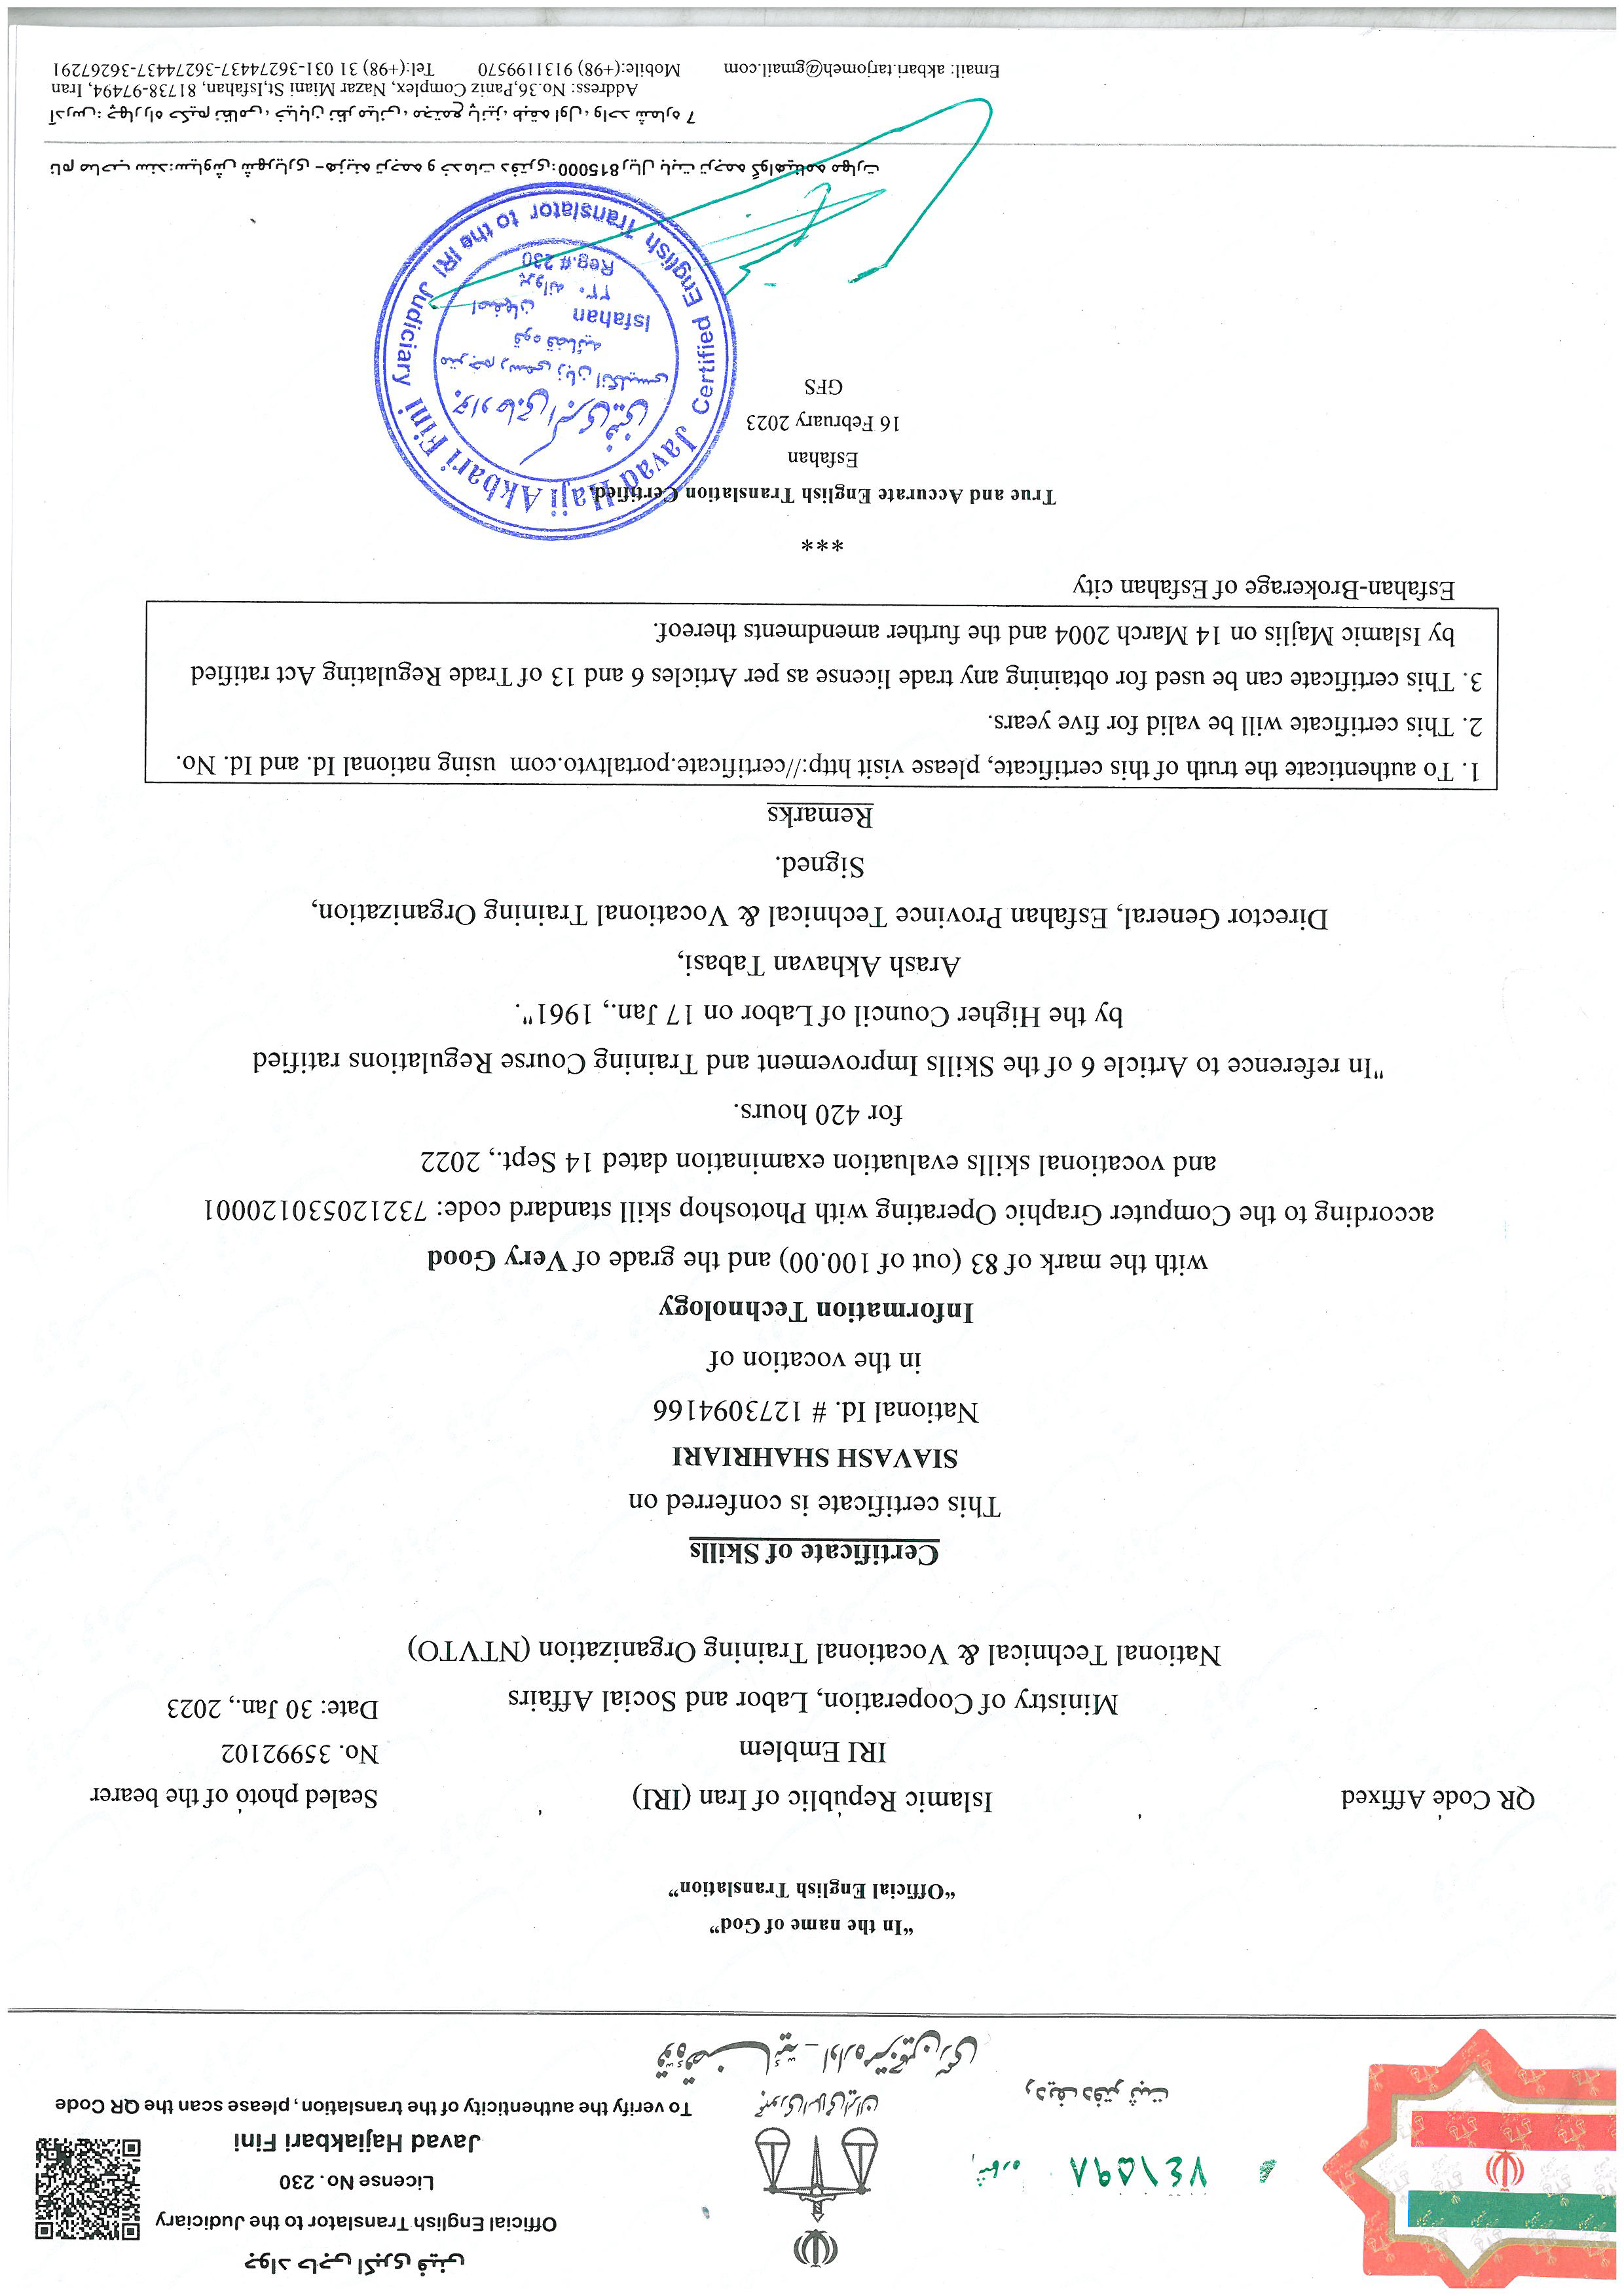 جواد حاجی اکبری فینی
Official English Translator to the Judiciary
License No. 230
Javad Hajiakbari Fini
To verify the authenticity of the translation, please scan the QR Code
شماره ۷۴۱۵۹۸
ردیف دفتر ثبت
جمهوری اسلامی ایران
قوّهٔ قضائیّه - اداره مترجمین رسمی
“In the name of God”
“Official English Translation”
QR Code Affixed
Islamic Republic of Iran (IRI)
IRI Emblem
Ministry of Cooperation, Labor and Social Affairs
National Technical & Vocational Training Organization (NTVTO)
Sealed photo of the bearer
No. 35992102
Date: 30 Jan., 2023
Certificate of Skills
This certificate is conferred on
SIAVASH SHAHRIARI
National Id. # 1273094166
in the vocation of
Information Technology
with the mark of 83 (out of 100.00) and the grade of Very Good
according to the Computer Graphic Operating with Photoshop skill standard code: 732120530120001
and vocational skills evaluation examination dated 14 Sept., 2022
for 420 hours.
"In reference to Article 6 of the Skills Improvement and Training Course Regulations ratified
by the Higher Council of Labor on 17 Jan., 1961".
Arash Akhavan Tabasi,
Director General, Esfahan Province Technical & Vocational Training Organization,
Signed.
Remarks
1. To authenticate the truth of this certificate, please visit http://certificate.portaltvto.com using national Id. and Id. No.
2. This certificate will be valid for five years.
3. This certificate can be used for obtaining any trade license as per Articles 6 and 13 of Trade Regulating Act ratified
by Islamic Majlis on 14 March 2004 and the further amendments thereof.
Esfahan-Brokerage of Esfahan city
***
True and Accurate English Translation Certified.
Esfahan
16 February 2023
GFS
Javad Haji Akbari Fini
جواد حاجی اکبری فینی
مترجم رسمی زبان انگلیسی
قوه قضائیه
Isfahan اصفهان
پروانه ۲۳۰
Reg.# 230
Certified English Translator to the IRI Judiciary
نام صاحب سند:سیاوش شهریاری -هزینه ترجمه و خدمات دفتری:815000ریال بابت ترجمه گواهینامه مهارت
آدرس: چهارراه حکیم نظامی، خیابان نظر میانی، مجتمع پانیز، طبقه اول، واحد شماره 7
Address: No.36,Paniz Complex, Nazar Miani St,Isfahan, 81738-97494, Iran
Email: akbari.tarjomeh@gmail.com Mobile:(+98) 9131199570 Tel:(+98) 31 031-36274437-36274437-36267291